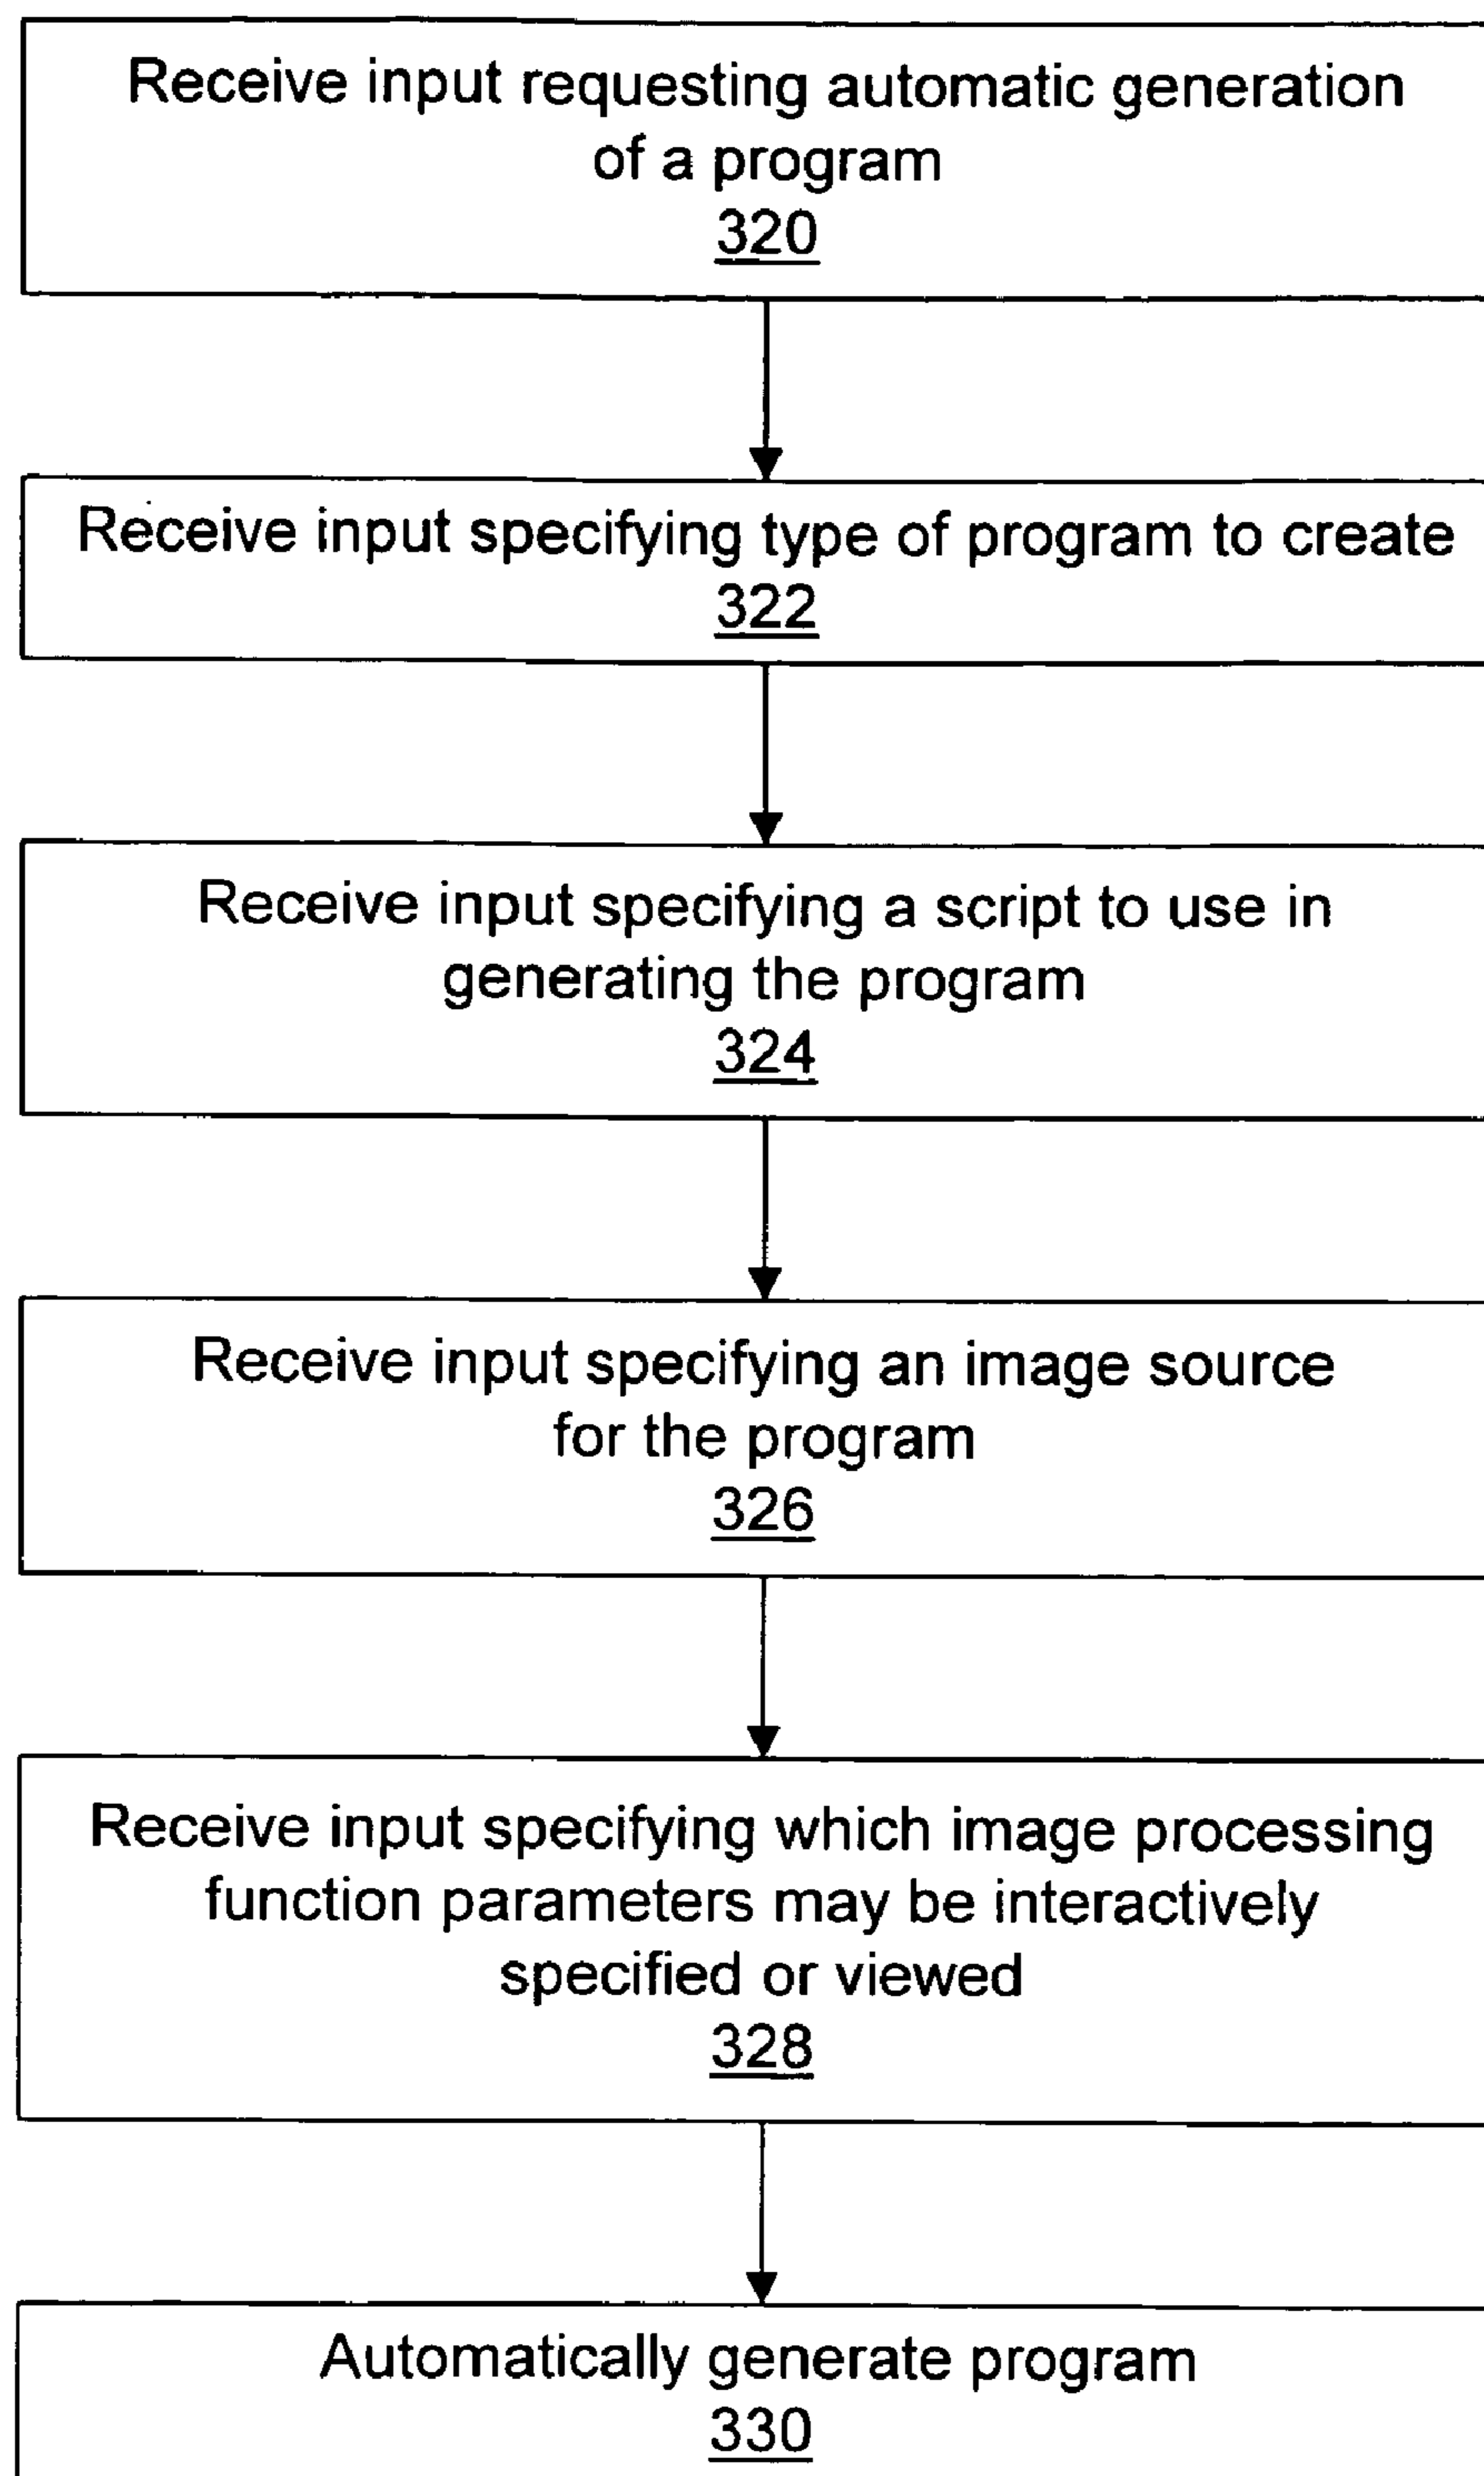 Receive input requesting automatic generation
of a program
320
Receive input specifying type of program to create
322
Receive input specifying a script to use in
generating the program
324
Receive input specifying an image source
for the program
326
Receive input specifying which image processing
function parameters may be interactively
specified or viewed
328
Automatically generate program
330